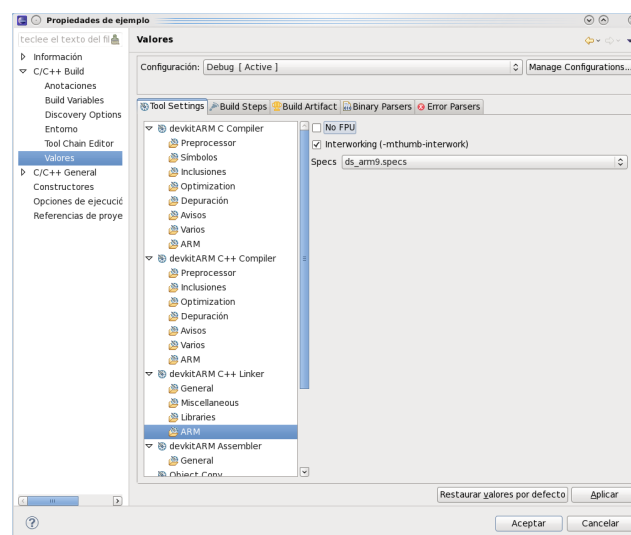 Propiedades de ejemplo
teclee el texto del fil
Información
C/C++ Build
Anotaciones
Build Variables
Discovery Options
Entorno
Tool Chain Editor
Valores
C/C++ General
Constructores
Opciones de ejecució
Referencias de proye
Valores
Configuración: Debug [ Active ] Manage Configurations...
Tool Settings Build Steps Build Artifact Binary Parsers Error Parsers
devkitARM C Compiler
Preprocessor
Símbolos
Inclusiones
Optimization
Depuración
Avisos
Varios
ARM
devkitARM C++ Compiler
Preprocessor
Inclusiones
Optimization
Depuración
Avisos
Varios
ARM
devkitARM C++ Linker
General
Miscellaneous
Libraries
ARM
devkitARM Assembler
General
Object Copy
No FPU
Interworking (-mthumb-interwork)
Specs ds_arm9.specs
Restaurar valores por defecto Aplicar
? Aceptar Cancelar